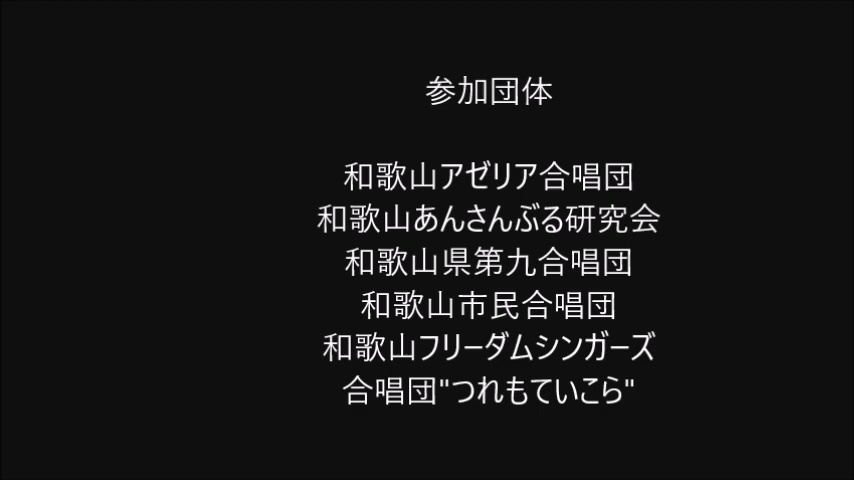 参加団体
和歌山アゼリア合唱団
和歌山あんさんぶる研究会
和歌山県第九合唱団
和歌山市民合唱団
和歌山フリーダムシンガーズ
合唱団"つれもていこら"